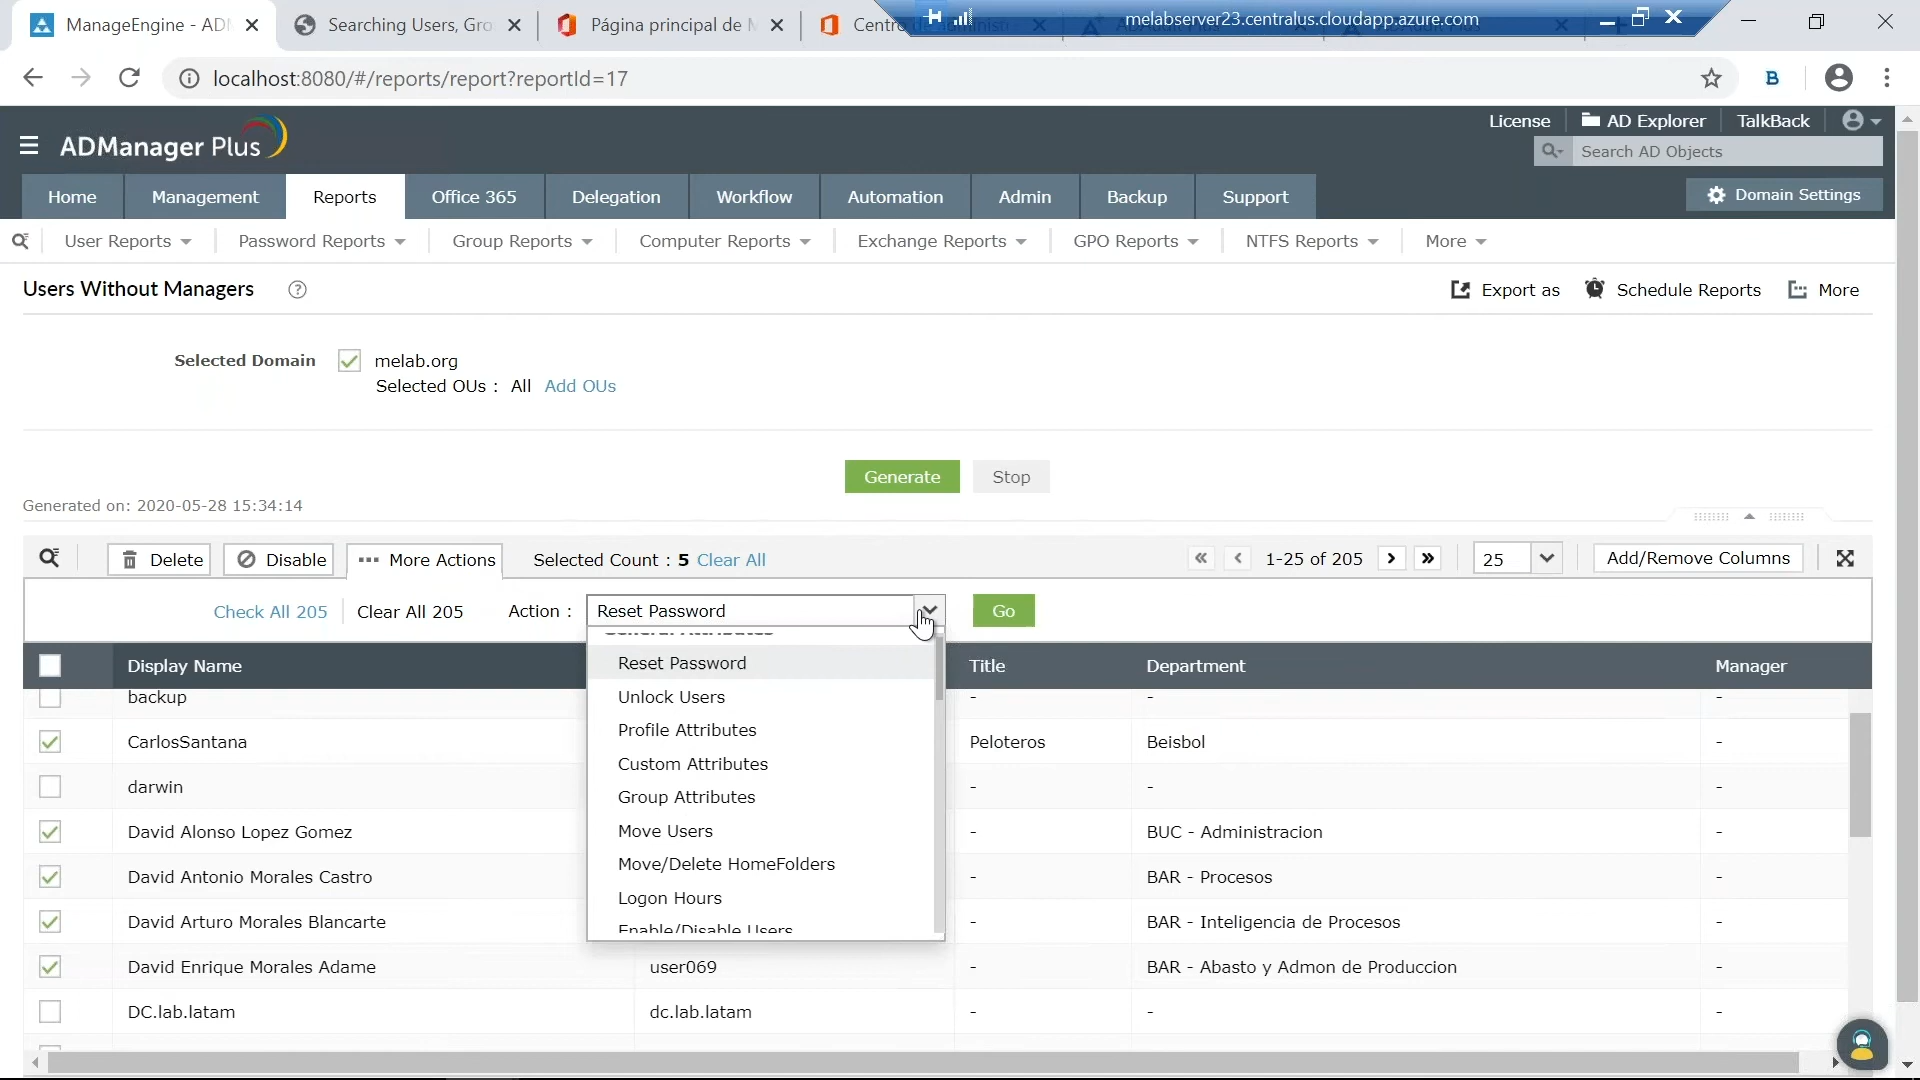 ManageEngine - AD
Searching Users, Gro
Página principal de M
Centro de administr
melabserver23.centralus.cloudapp.azure.com
localhost:8080/#/reports/report?reportId=17
License
AD Explorer
TalkBack
ADManager Plus
Search AD Objects
Home
Management
Reports
Office 365
Delegation
Workflow
Automation
Admin
Backup
Support
Domain Settings
User Reports
Password Reports
Group Reports
Computer Reports
Exchange Reports
GPO Reports
NTFS Reports
More
Users Without Managers
Export as
Schedule Reports
More
Selected Domain
melab.org
Selected OUs : All Add OUs
Generate
Stop
Generated on: 2020-05-28 15:34:14
Delete
Disable
More Actions
Selected Count : 5 Clear All
1-25 of 205
25
Add/Remove Columns
Check All 205
Clear All 205
Action :
Reset Password
Go
General Attributes
Reset Password
Unlock Users
Profile Attributes
Custom Attributes
Group Attributes
Move Users
Move/Delete HomeFolders
Logon Hours
Enable/Disable Users
Display Name
Title
Department
Manager
backup - - -
CarlosSantana Peloteros Beisbol -
darwin - - -
David Alonso Lopez Gomez - BUC - Administracion -
David Antonio Morales Castro - BAR - Procesos -
David Arturo Morales Blancarte - BAR - Inteligencia de Procesos -
David Enrique Morales Adame user069 - BAR - Abasto y Admon de Produccion -
DC.lab.latam dc.lab.latam - - -